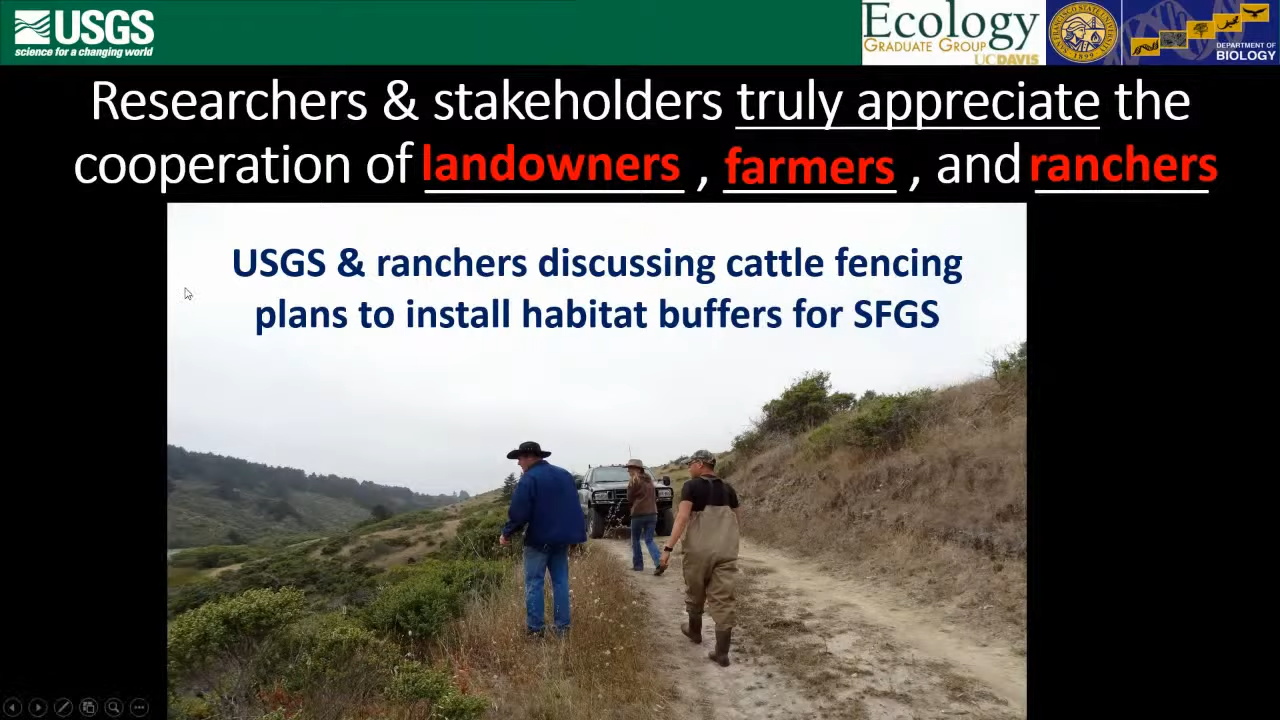 USGS
science for a changing world
Ecology
GRADUATE GROUP
UC DAVIS
DEPARTMENT OF
BIOLOGY
Researchers & stakeholders truly appreciate the
cooperation of landowners , farmers , and ranchers
USGS & ranchers discussing cattle fencing
plans to install habitat buffers for SFGS